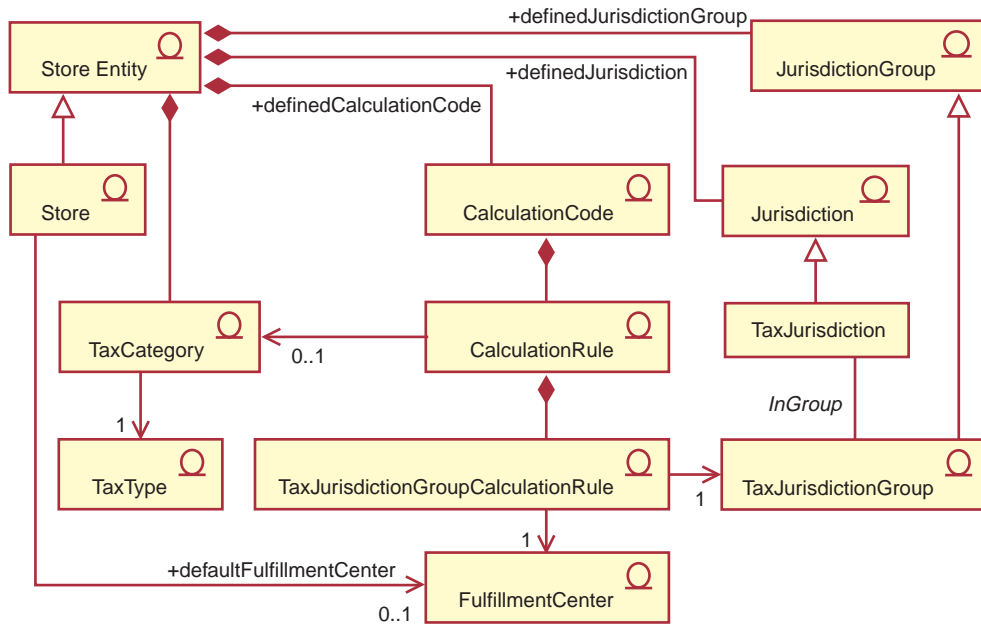 +definedJurisdictionGroup
Store Entity
JurisdictionGroup
+definedJurisdiction
+definedCalculationCode
Store
CalculationCode
Jurisdiction
TaxCategory
0..1
CalculationRule
TaxJurisdiction
InGroup
1
TaxType
TaxJurisdictionGroupCalculationRule
1
TaxJurisdictionGroup
1
+defaultFulfillmentCenter
0..1
FulfillmentCenter